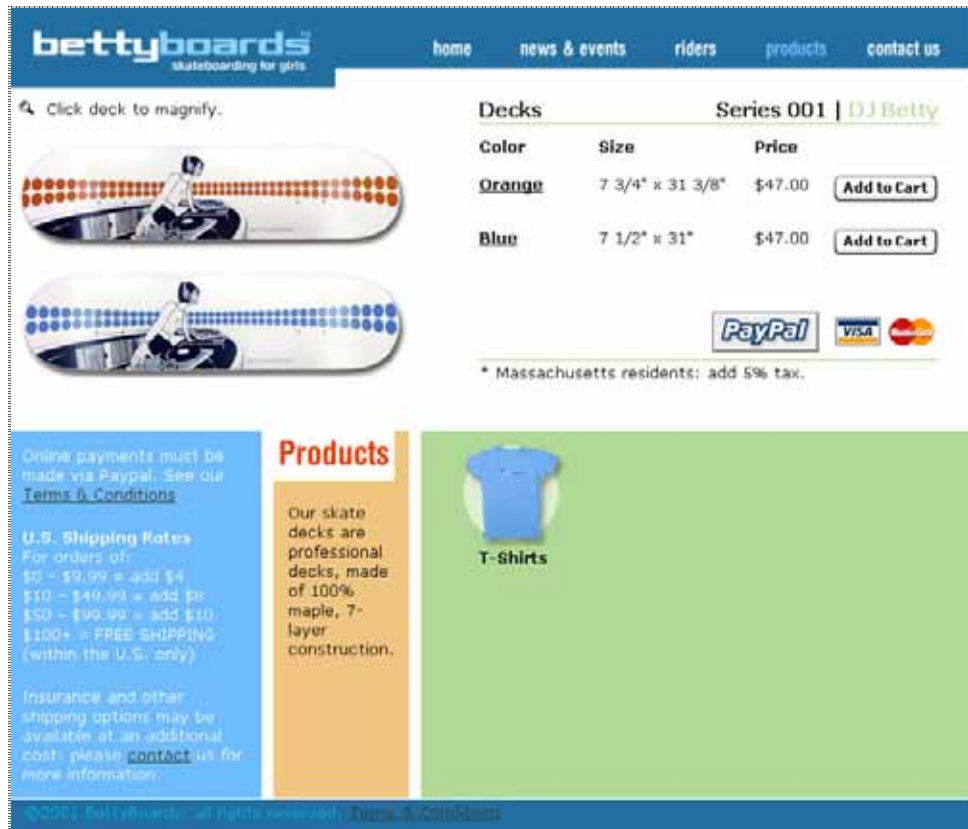 bettyboards
skateboarding for girls
home news & events riders products contact us
Click deck to magnify.
Decks Series 001 | DJ Betty
Color Size Price
Orange 7 3/4" x 31 3/8" $47.00 Add to Cart
Blue 7 1/2" x 31" $47.00 Add to Cart
PayPal VISA MasterCard
* Massachusetts residents: add 5% tax.
Online payments must be
made via Paypal. See our
Terms & Conditions
U.S. Shipping Rates
For orders of:
$0 - $9.99 = add $4
$10 - $49.99 = add $8
$50 - $99.99 = add $10
$100+ = FREE SHIPPING
(within the U.S. only)
Insurance and other
shipping options may be
available at an additional
cost: please contact us for
more information.
Products
Our skate
decks are
professional
decks, made
of 100%
maple, 7-
layer
construction.
T-Shirts
©2001 BettyBoards, all rights reserved. Terms & Conditions